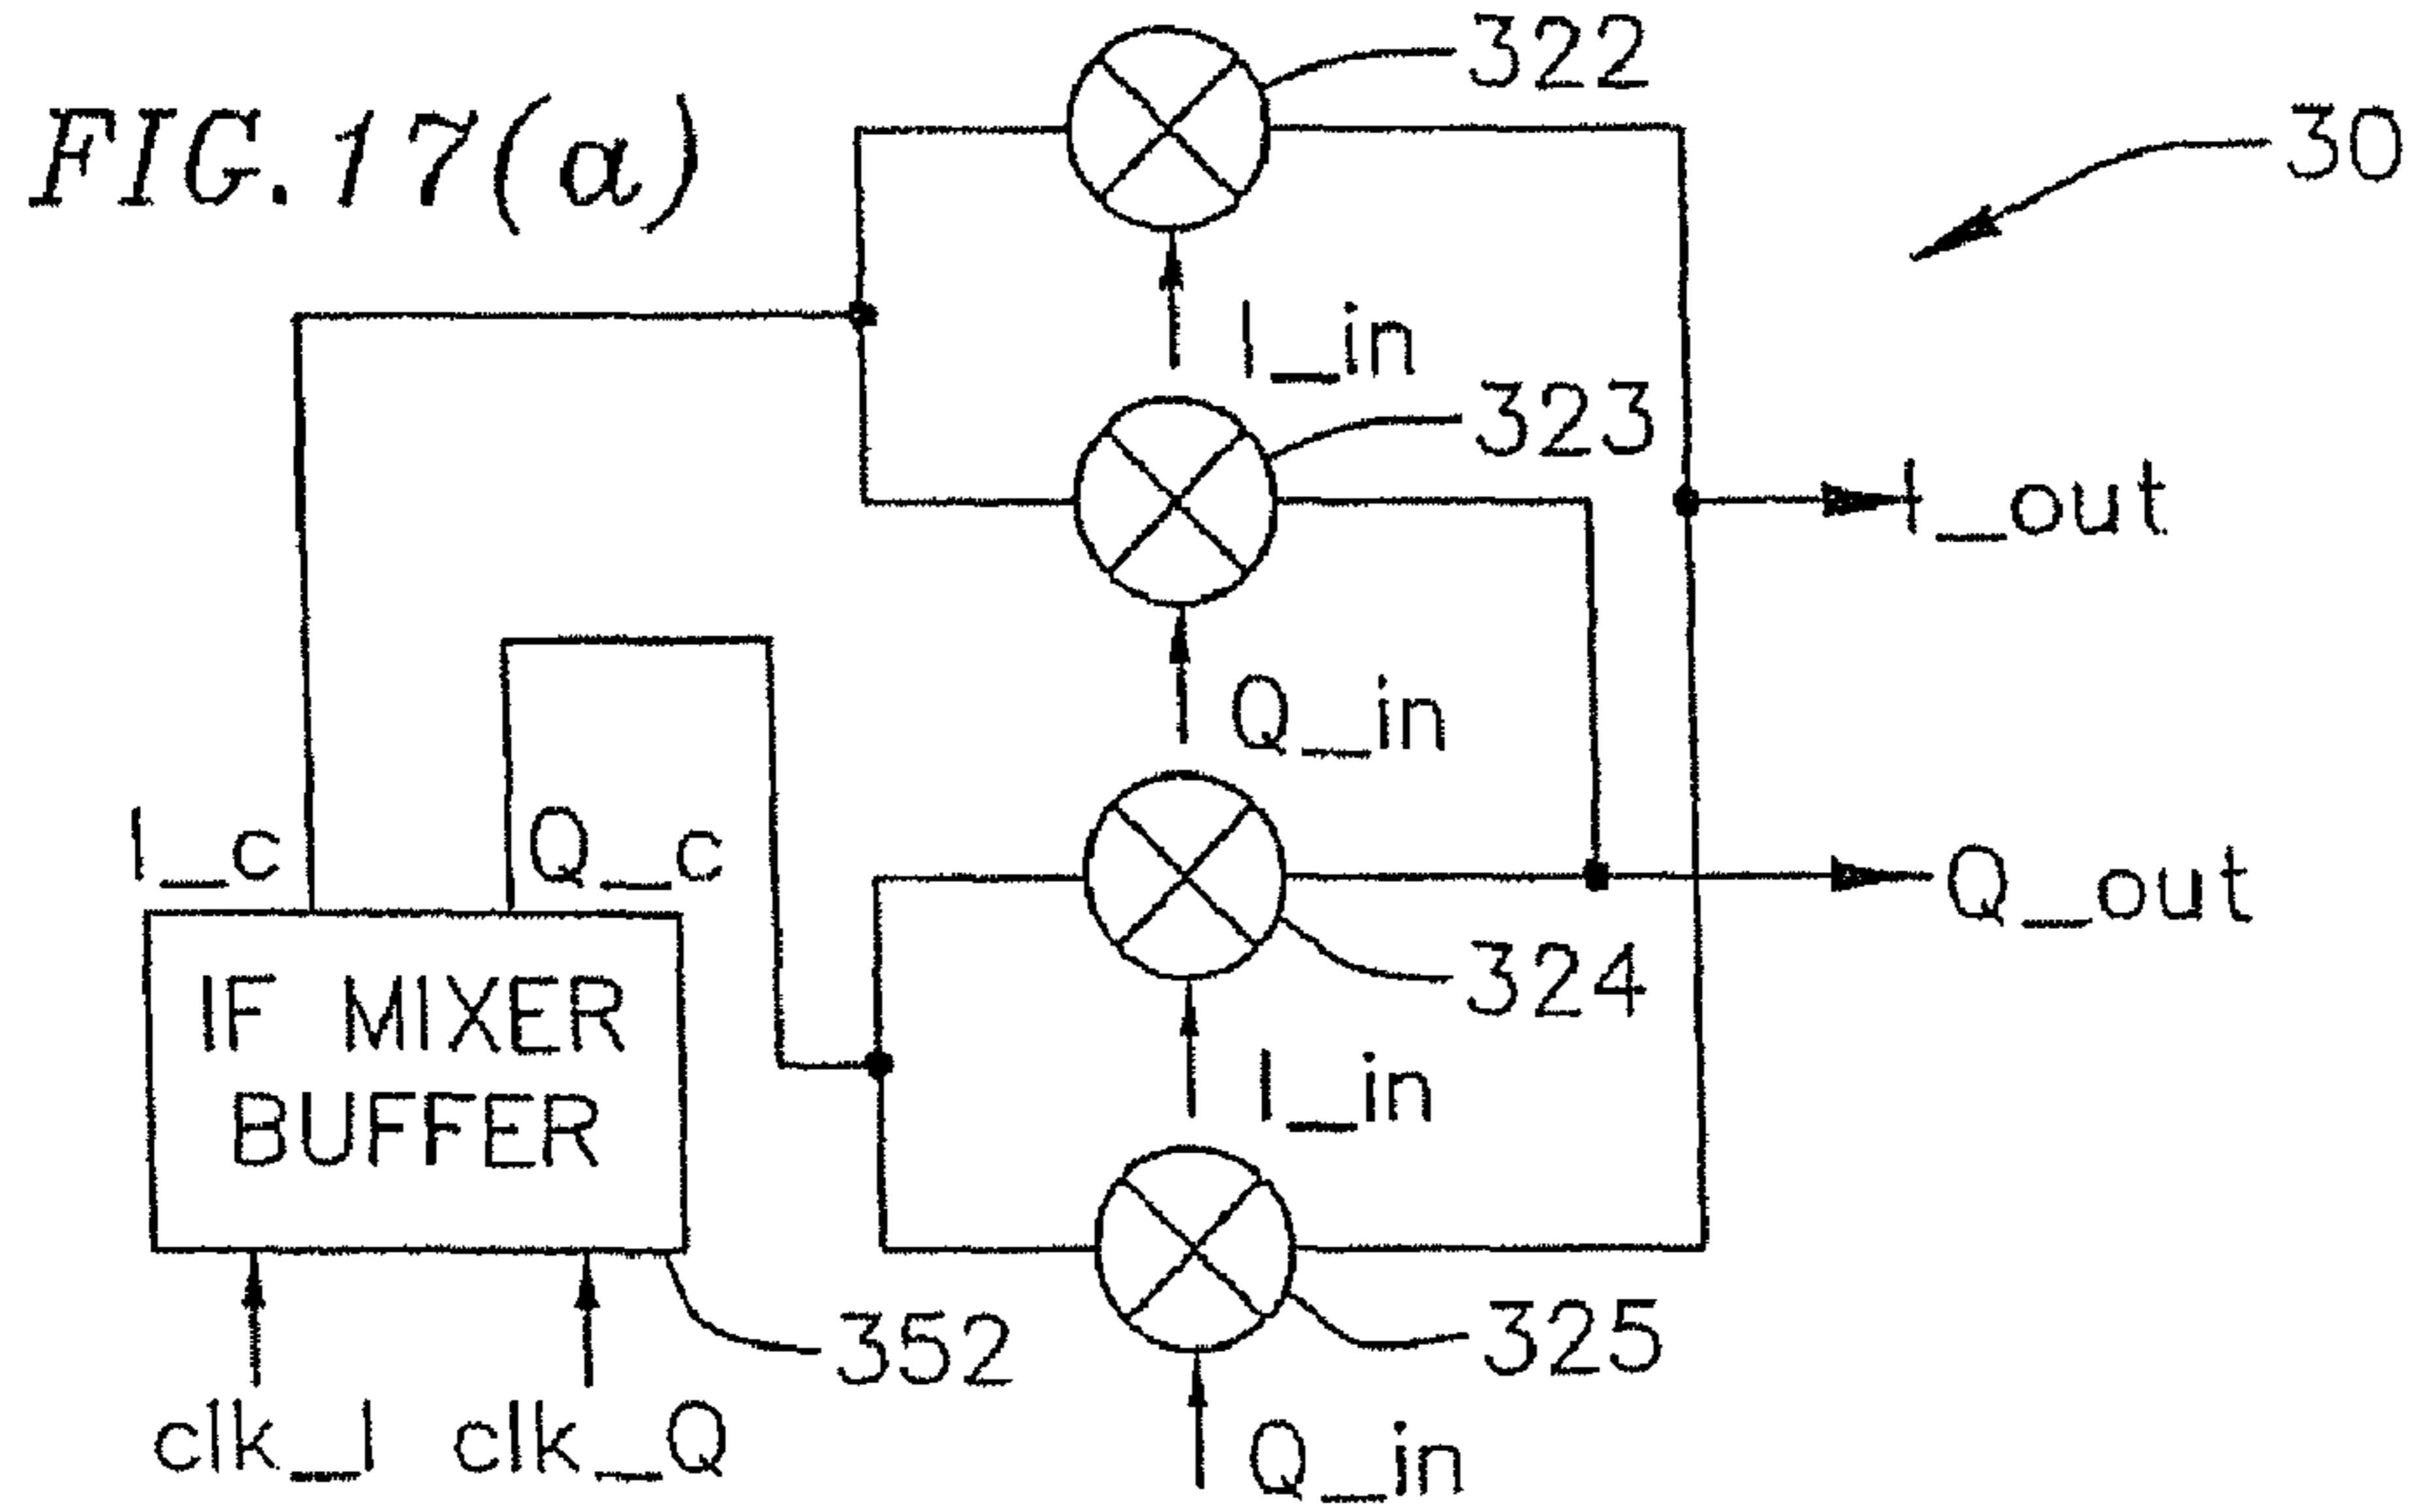 FIG. 17(a)
322
30
I_in
323
I_out
Q_in
I_c
Q_c
Q_out
IF MIXER
BUFFER
324
I_in
352
325
clk_I
clk_Q
Q_in